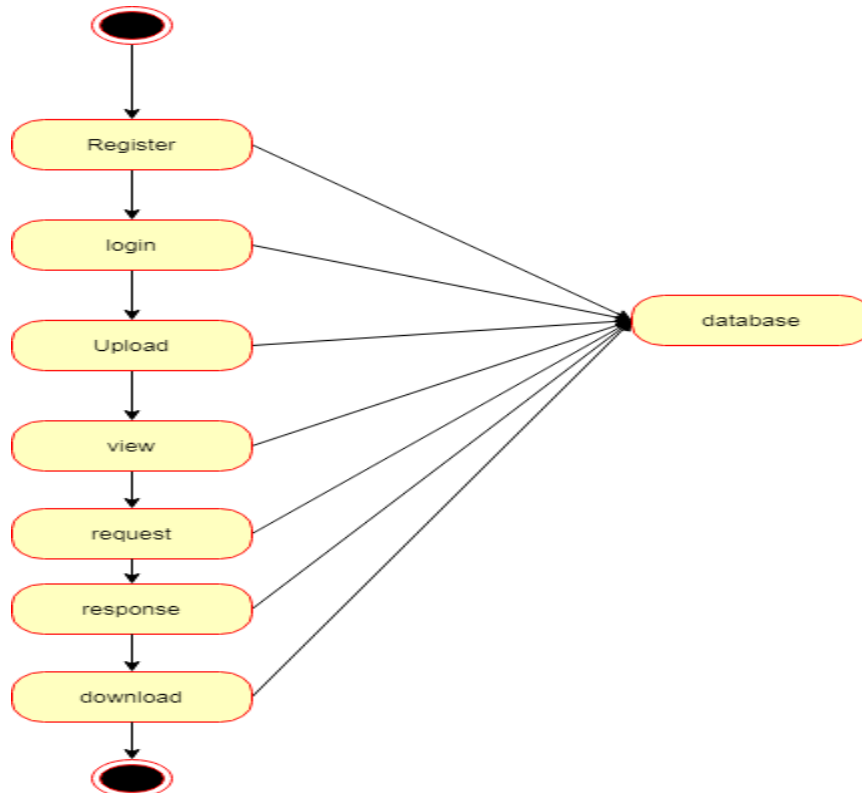 Register
login
Upload
database
view
request
response
download